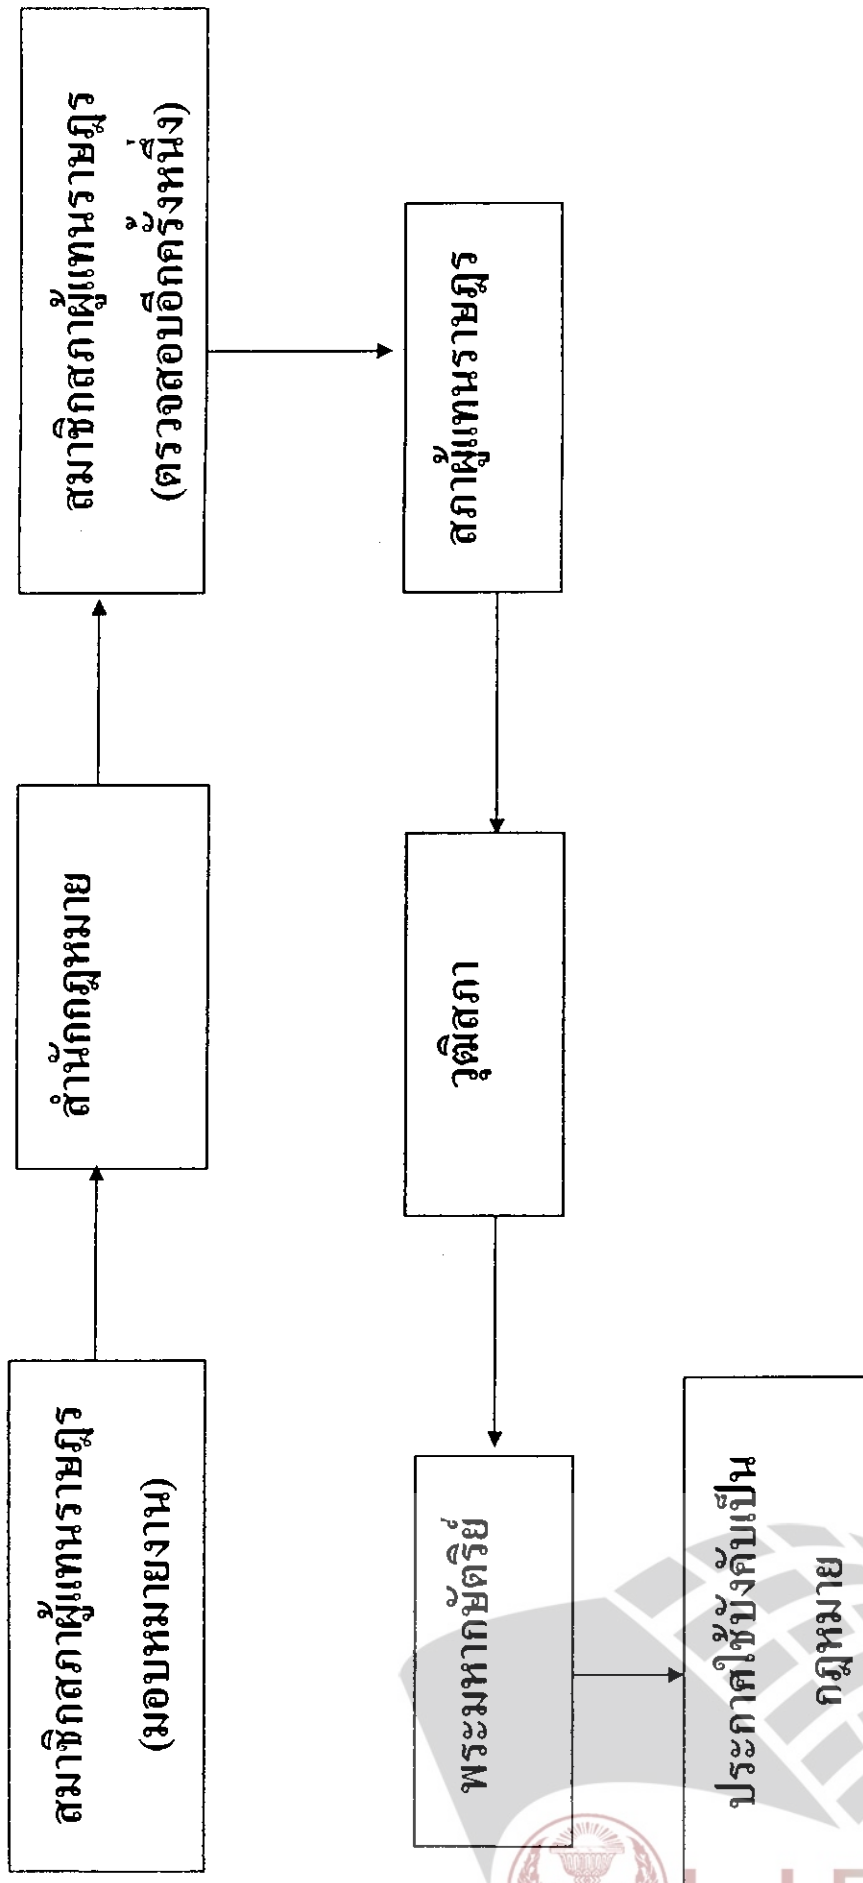 สมาชิกสภาผู้แทนราษฎร
(มอบหมายงาน)
สำนักกฎหมาย
สมาชิกสภาผู้แทนราษฎร
(ตรวจสอบอีกครั้งหนึ่ง)
สภาผู้แทนราษฎร
วุฒิสภา
พระมหากษัตริย์
ประกาศใช้บังคับเป็น
กฎหมาย